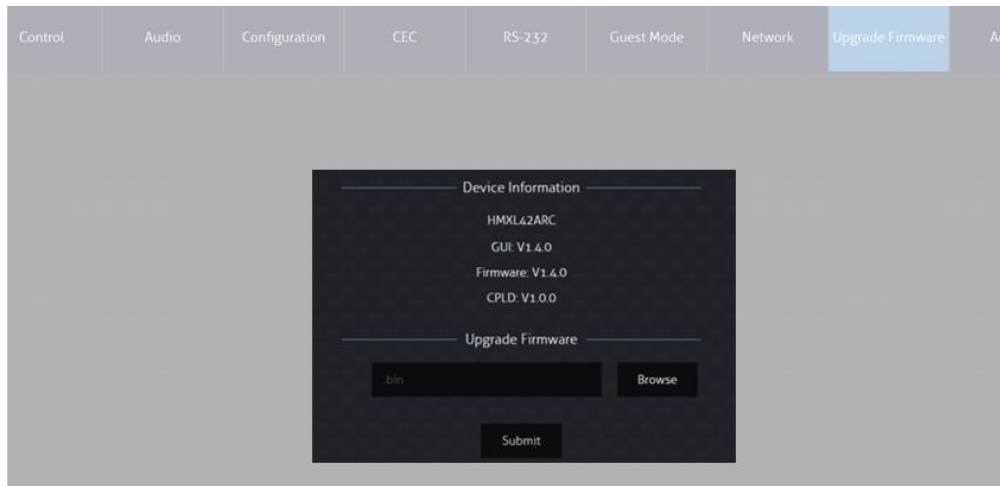 Control Audio Configuration CEC RS-232 Guest Mode Network Upgrade Firmware
Device Information
HMXL42ARC
GUI: V1.4.0
Firmware: V1.4.0
CPLD: V1.0.0
Upgrade Firmware
.bin Browse
Submit